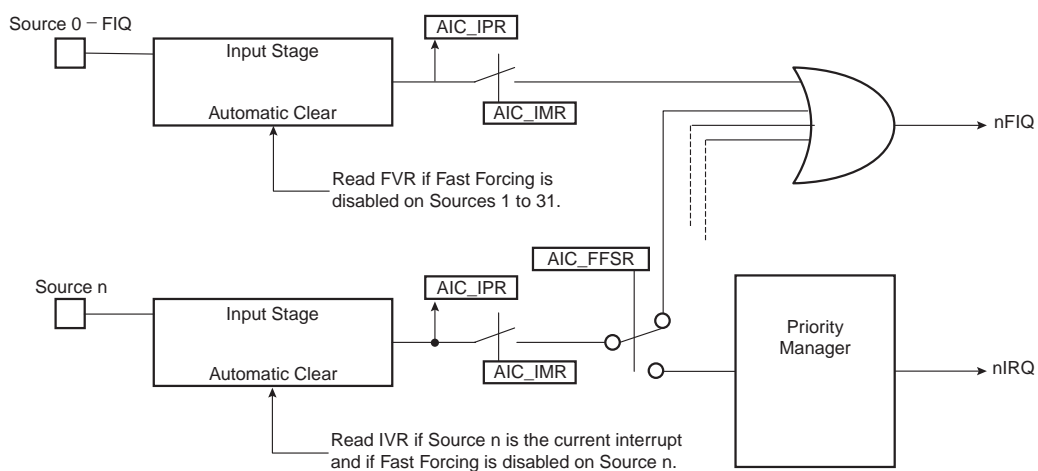 Source 0 – FIQ
AIC_IPR
Input Stage
Automatic Clear
AIC_IMR
nFIQ
Read FVR if Fast Forcing is
disabled on Sources 1 to 31.
AIC_FFSR
Source n
AIC_IPR
Input Stage
Priority
Manager
Automatic Clear
AIC_IMR
nIRQ
Read IVR if Source n is the current interrupt
and if Fast Forcing is disabled on Source n.